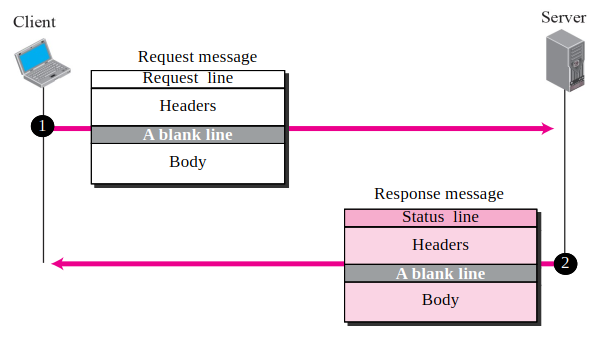 Client
Server
Request message
Request line
Headers
1
A blank line
Body
Response message
Status line
Headers
2
A blank line
Body